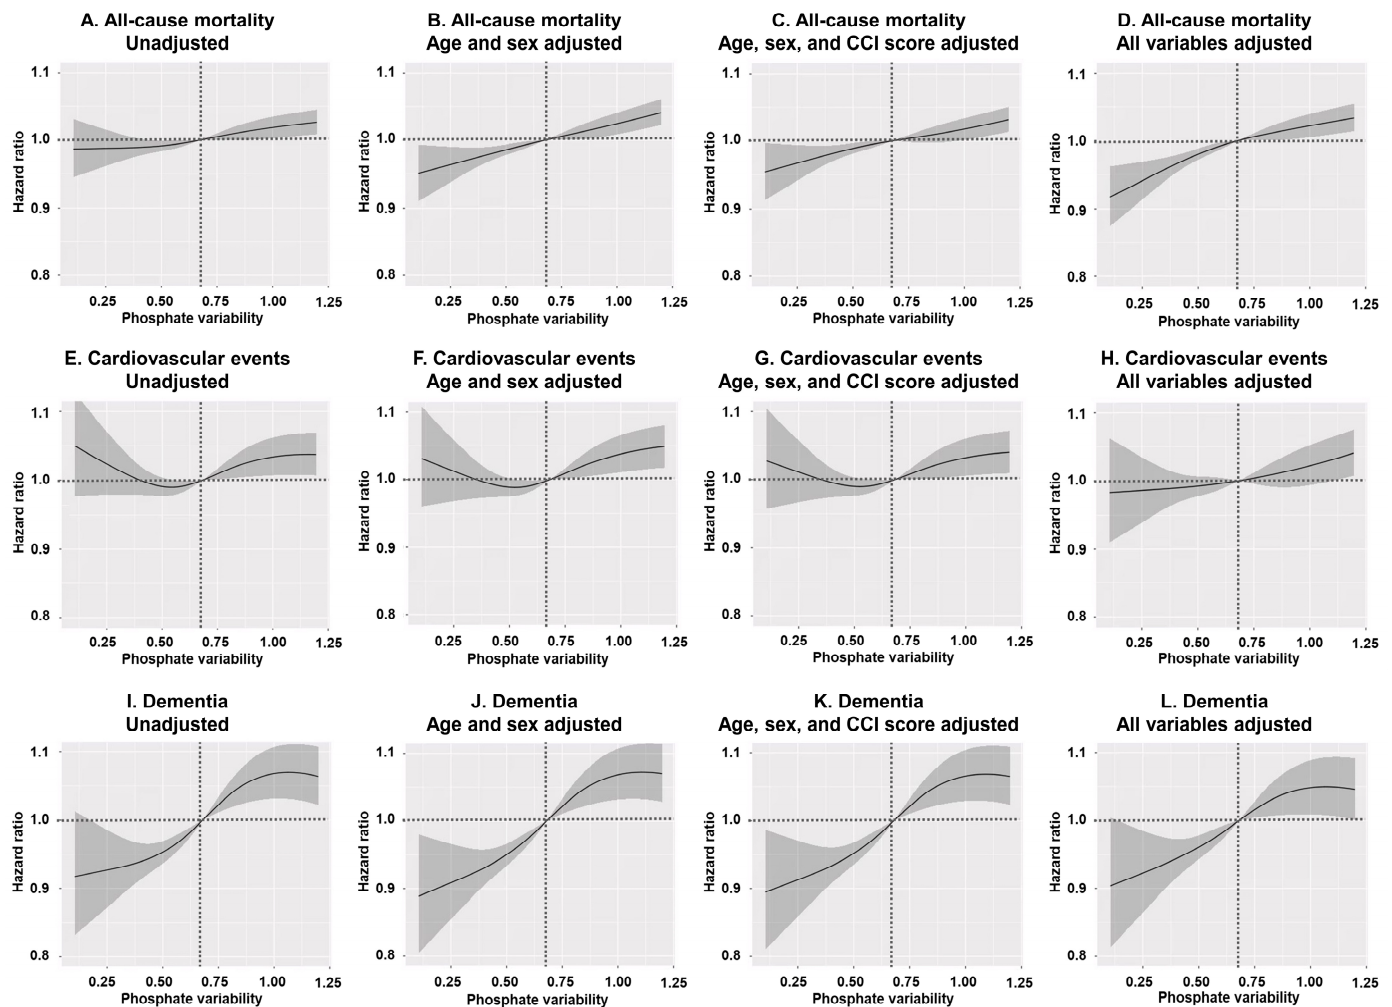 A. All-cause mortality
Unadjusted
B. All-cause mortality
Age and sex adjusted
C. All-cause mortality
Age, sex, and CCI score adjusted
D. All-cause mortality
All variables adjusted
1.1
1.0
0.9
0.8
Hazard ratio
0.25 0.50 0.75 1.00 1.25
Phosphate variability
1.1
1.0
0.9
0.8
Hazard ratio
0.25 0.50 0.75 1.00 1.25
Phosphate variability
1.1
1.0
0.9
0.8
Hazard ratio
0.25 0.50 0.75 1.00 1.25
Phosphate variability
1.1
1.0
0.9
0.8
Hazard ratio
0.25 0.50 0.75 1.00 1.25
Phosphate variability
E. Cardiovascular events
Unadjusted
F. Cardiovascular events
Age and sex adjusted
G. Cardiovascular events
Age, sex, and CCI score adjusted
H. Cardiovascular events
All variables adjusted
1.1
1.0
0.9
0.8
Hazard ratio
0.25 0.50 0.75 1.00 1.25
Phosphate variability
1.1
1.0
0.9
0.8
Hazard ratio
0.25 0.50 0.75 1.00 1.25
Phosphate variability
1.1
1.0
0.9
0.8
Hazard ratio
0.25 0.50 0.75 1.00 1.25
Phosphate variability
1.1
1.0
0.9
0.8
Hazard ratio
0.25 0.50 0.75 1.00 1.25
Phosphate variability
I. Dementia
Unadjusted
J. Dementia
Age and sex adjusted
K. Dementia
Age, sex, and CCI score adjusted
L. Dementia
All variables adjusted
1.1
1.0
0.9
0.8
Hazard ratio
0.25 0.50 0.75 1.00 1.25
Phosphate variability
1.1
1.0
0.9
0.8
Hazard ratio
0.25 0.50 0.75 1.00 1.25
Phosphate variability
1.1
1.0
0.9
0.8
Hazard ratio
0.25 0.50 0.75 1.00 1.25
Phosphate variability
1.1
1.0
0.9
0.8
Hazard ratio
0.25 0.50 0.75 1.00 1.25
Phosphate variability